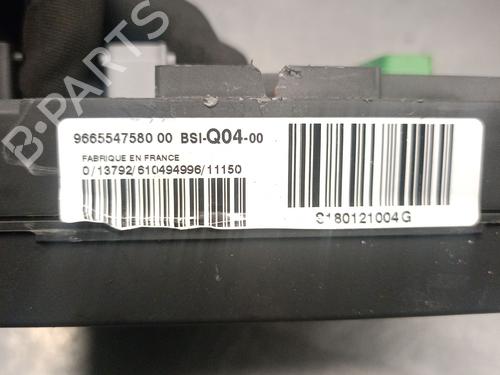 B-PARTS
9665547580 00 BSI-Q04-00
FABRIQUE EN FRANCE
0/13792/610494996/11150
S180121004G